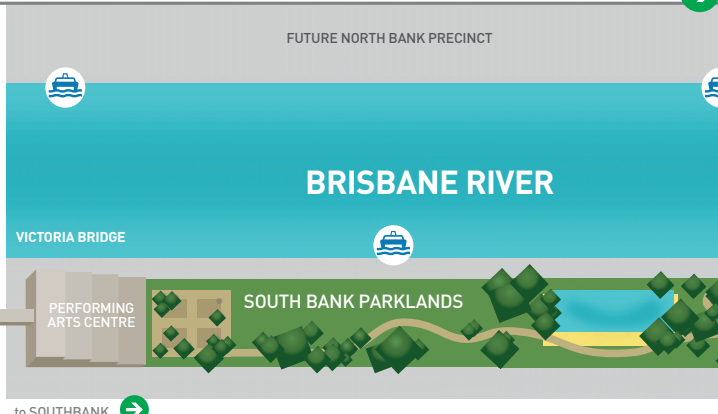 FUTURE NORTH BANK PRECINCT
BRISBANE RIVER
VICTORIA BRIDGE
PERFORMING
ARTS CENTRE
SOUTH BANK PARKLANDS
to SOUTHBANK